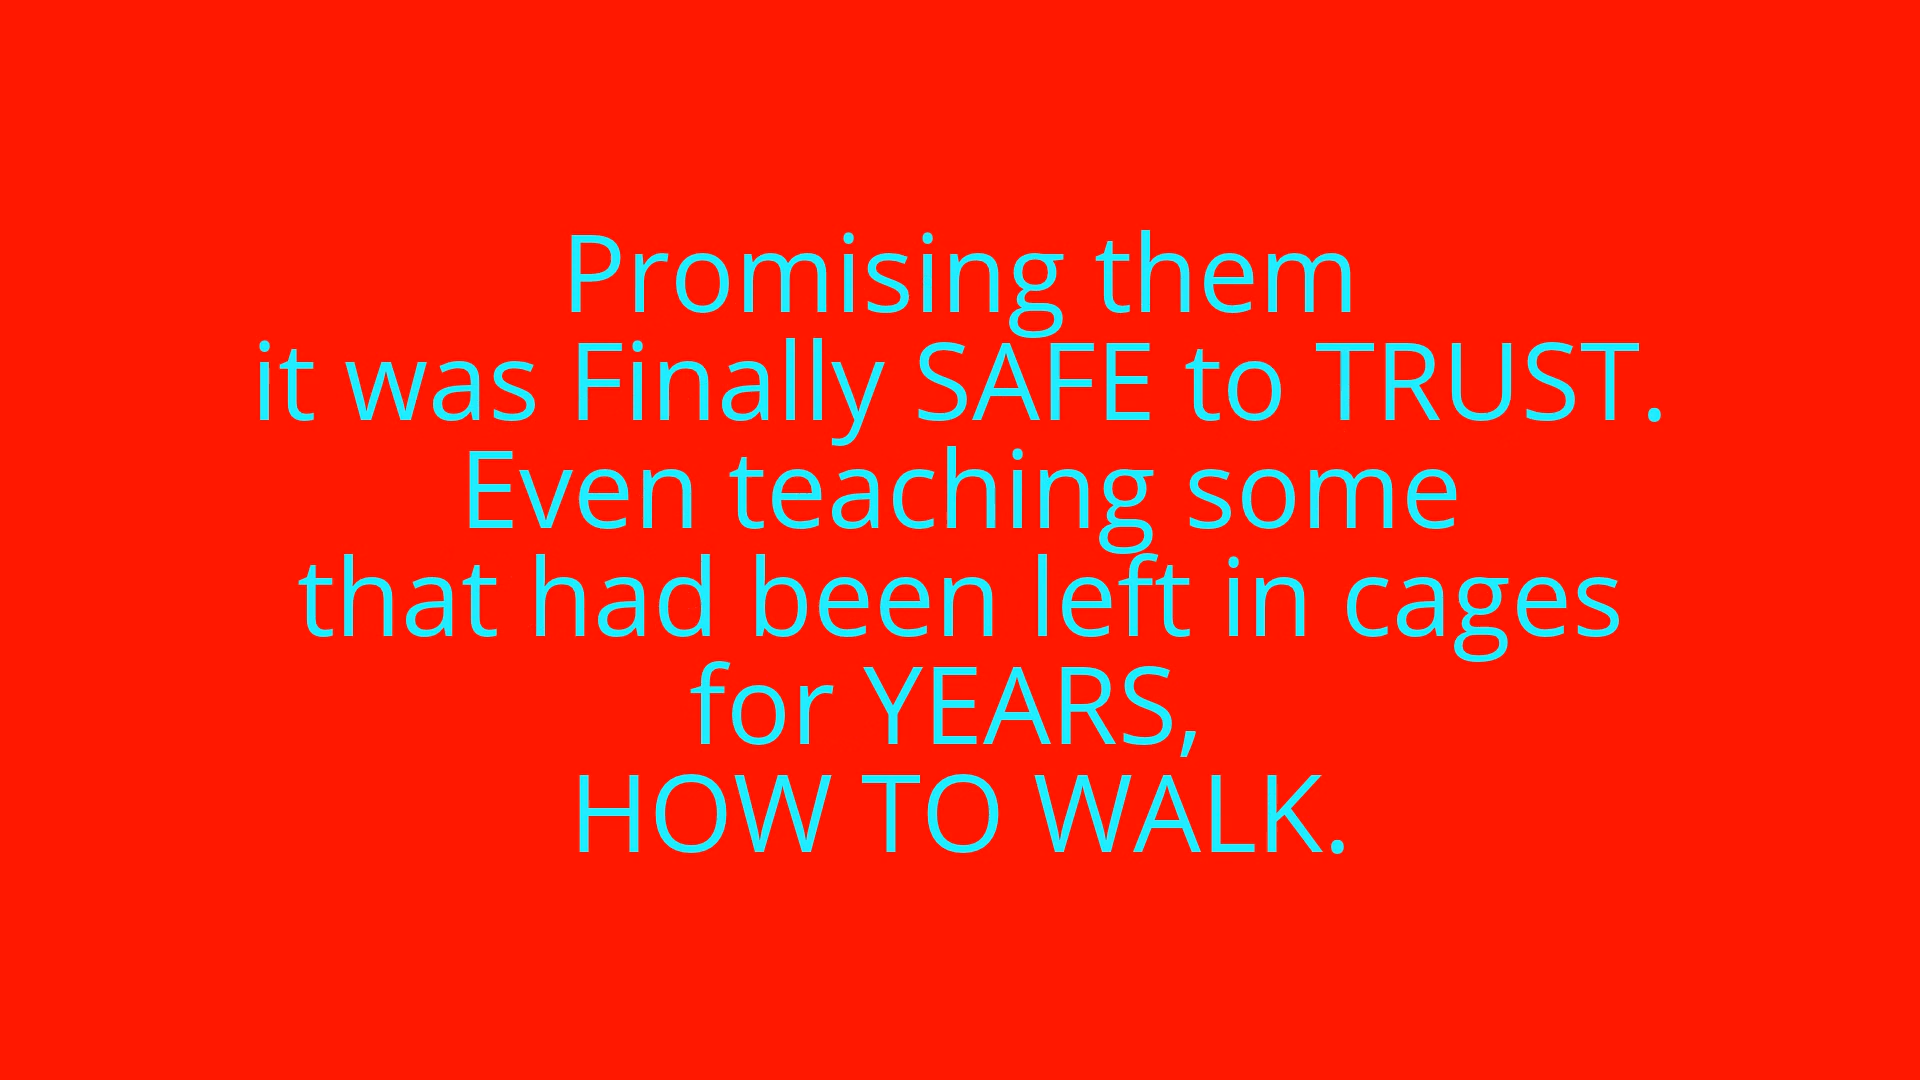 Promising them
it was Finally SAFE to TRUST.
Even teaching some
that had been left in cages
for YEARS,
HOW TO WALK.